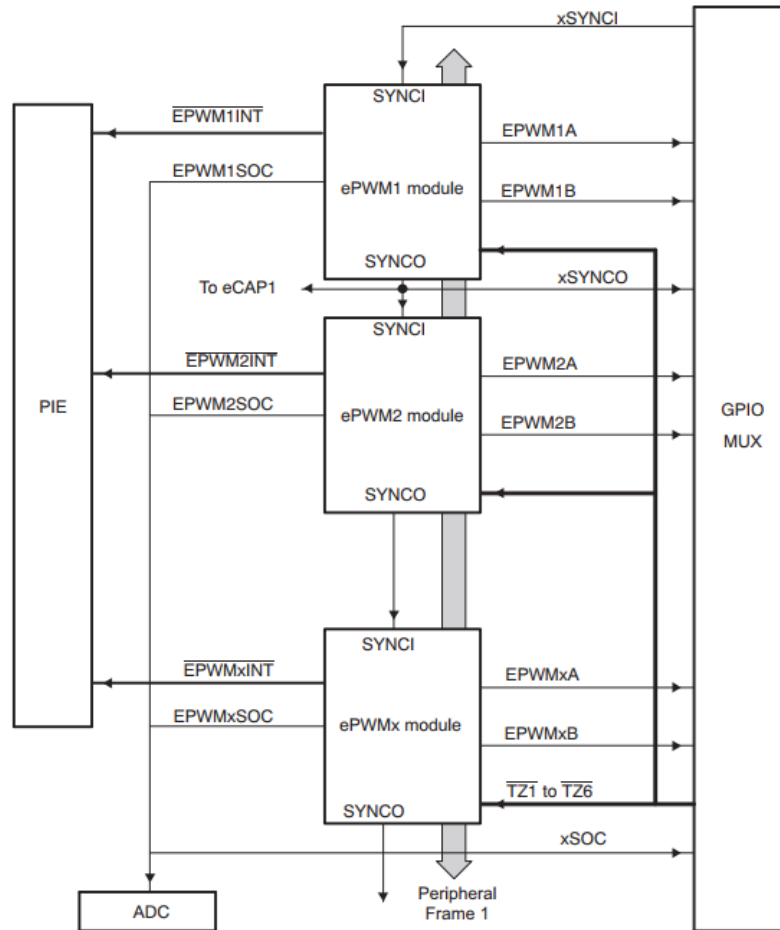 xSYNCI
SYNCI
EPWM1INT
EPWM1A
EPWM1SOC
ePWM1 module
EPWM1B
SYNCO
To eCAP1
xSYNCO
SYNCI
EPWM2INT
EPWM2A
PIE
EPWM2SOC
ePWM2 module
GPIO
MUX
EPWM2B
SYNCO
SYNCI
EPWMxINT
EPWMxA
EPWMxSOC
ePWMx module
EPWMxB
TZ1 to TZ6
SYNCO
xSOC
ADC
Peripheral
Frame 1